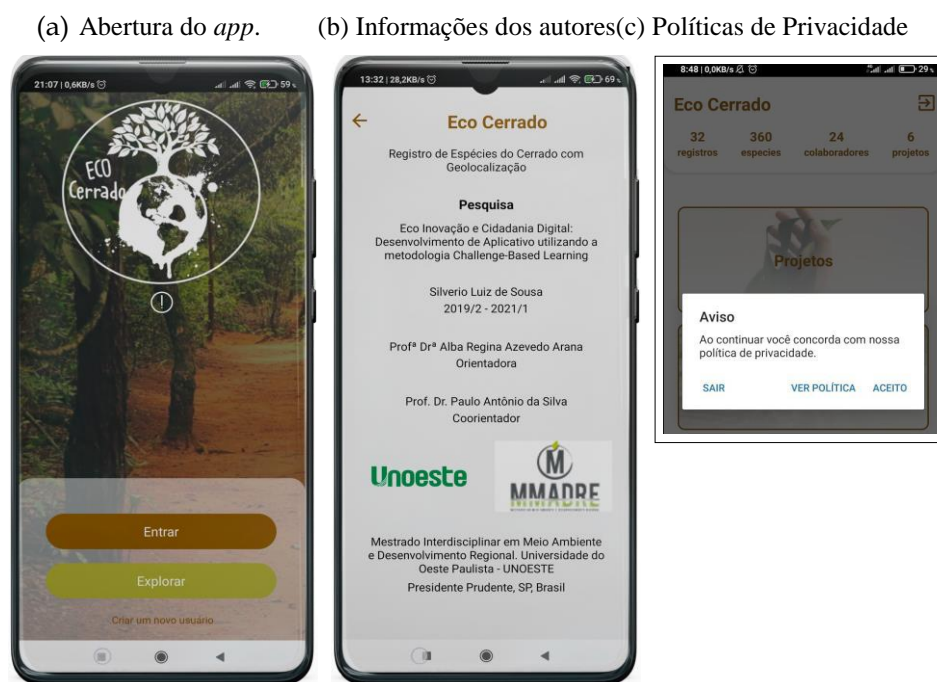 (a) Abertura do app.
(b) Informações dos autores(c) Políticas de Privacidade
21:07 | 0,6KB/s
59
ECO
Cerrado
Entrar
Explorar
Criar um novo usuário
13:32 | 28,2KB/s
69
Eco Cerrado
Registro de Espécies do Cerrado com
Geolocalização
Pesquisa
Eco Inovação e Cidadania Digital:
Desenvolvimento de Aplicativo utilizando a
metodologia Challenge-Based Learning
Silverio Luiz de Sousa
2019/2 - 2021/1
Profª Drª Alba Regina Azevedo Arana
Orientadora
Prof. Dr. Paulo Antônio da Silva
Coorientador
Unoeste
M
MMADRE
Mestrado Interdisciplinar em Meio Ambiente
e Desenvolvimento Regional. Universidade do
Oeste Paulista - UNOESTE
Presidente Prudente, SP, Brasil
8:48 | 0,0KB/s
29
Eco Cerrado
32 360 24 6
registros especies colaboradores projetos
Projetos
Aviso
Ao continuar você concorda com nossa
política de privacidade.
SAIR VER POLÍTICA ACEITO